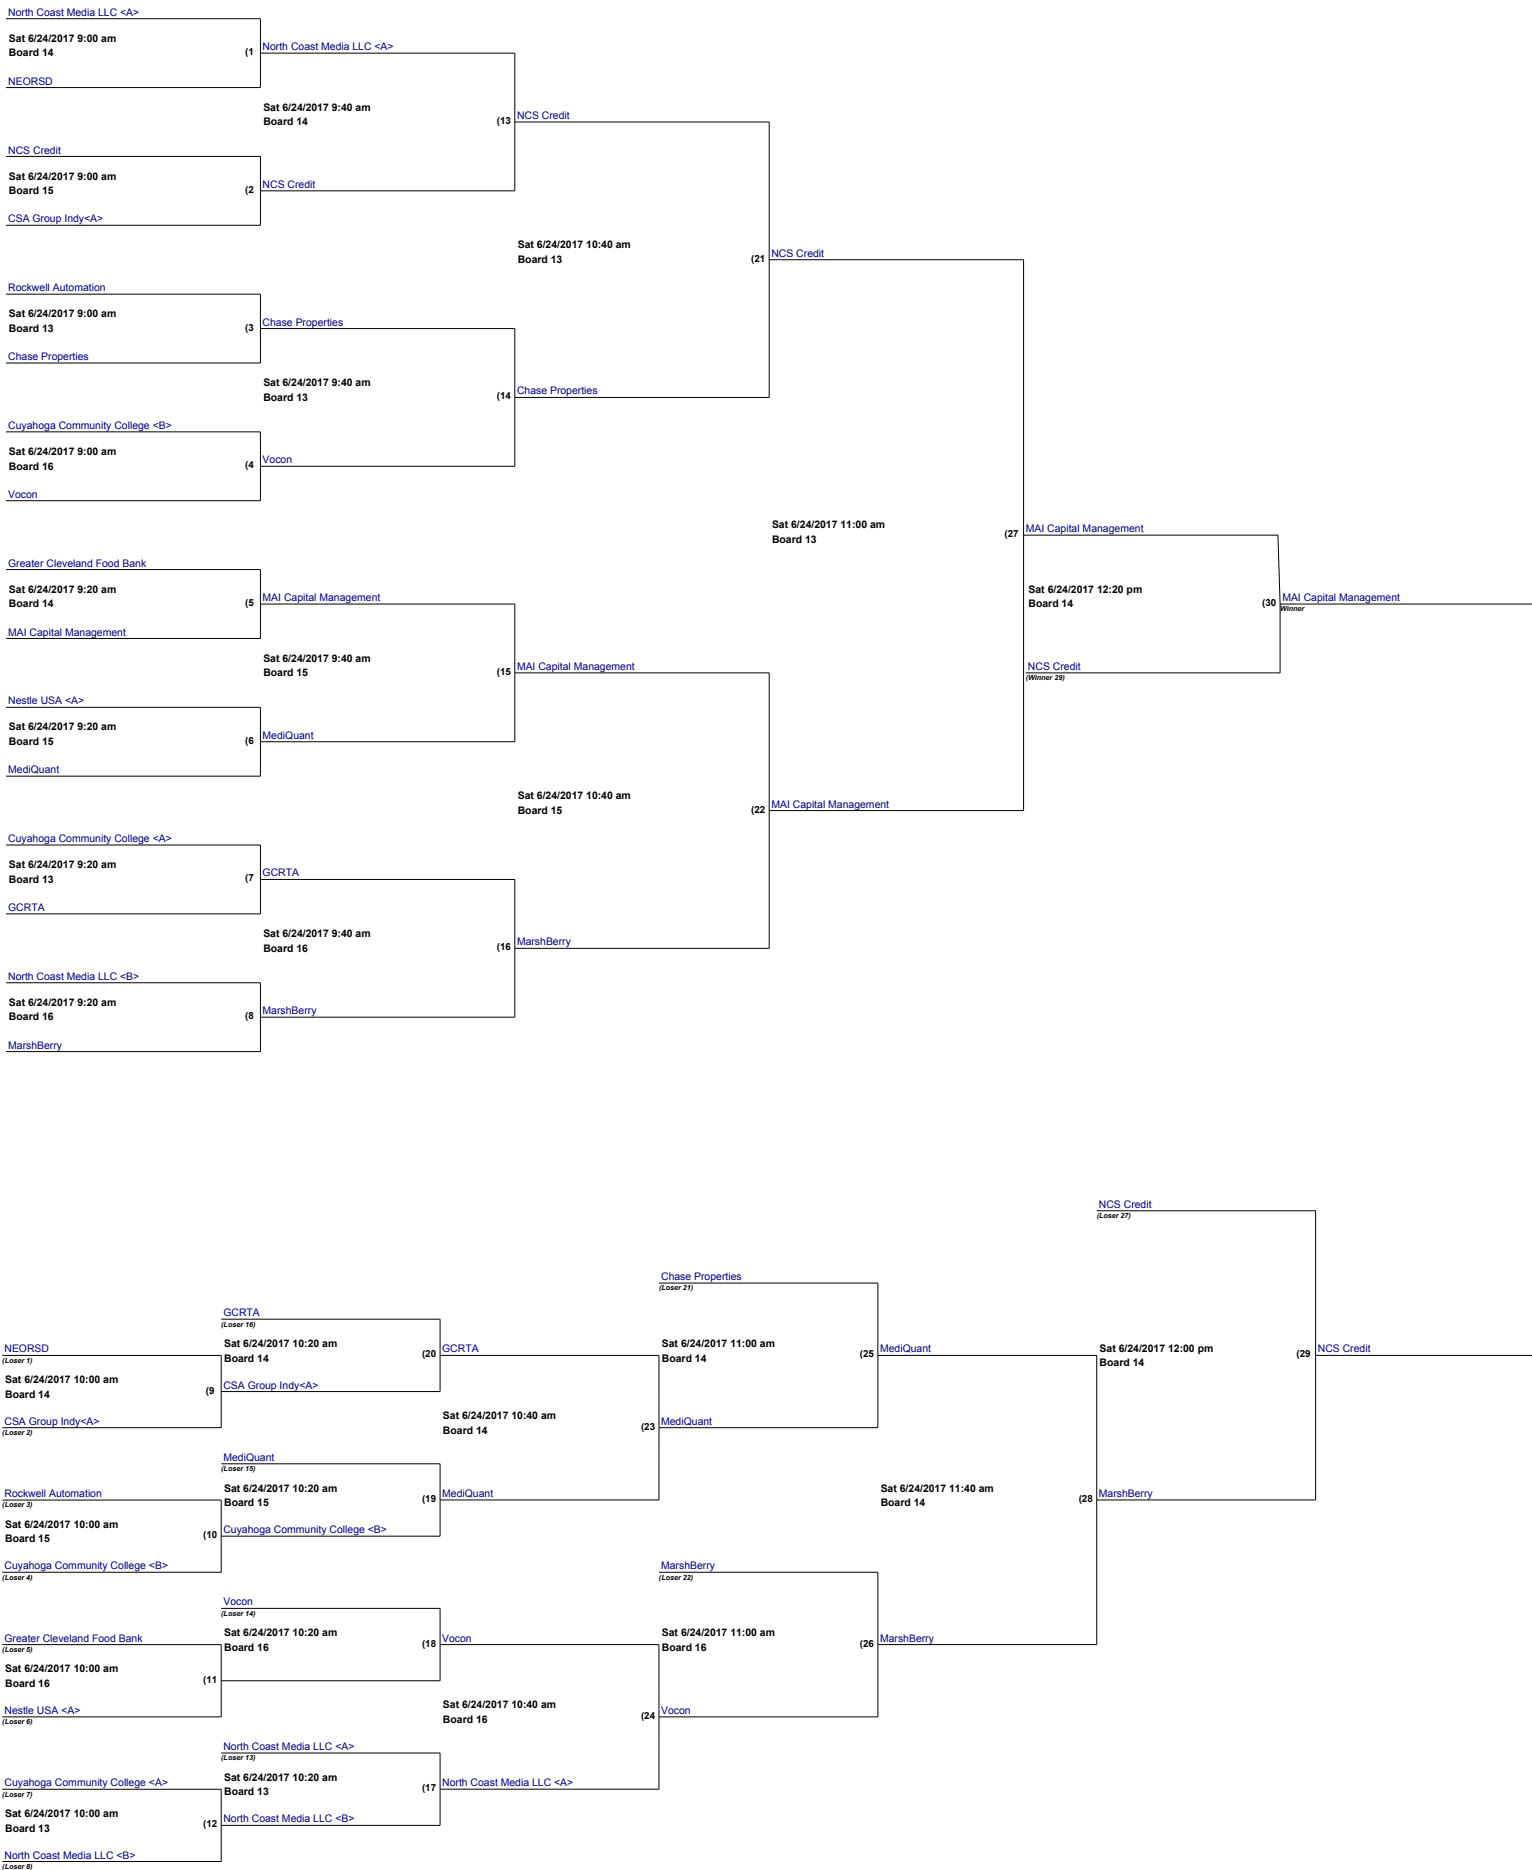 North Coast Media LLC <A>
Sat 6/24/2017 9:00 am
Board 14
(1
North Coast Media LLC <A>
NEORSD
Sat 6/24/2017 9:40 am
Board 14
(13
NCS Credit
NCS Credit
Sat 6/24/2017 9:00 am
Board 15
(2
NCS Credit
CSA Group Indy<A>
Sat 6/24/2017 10:40 am
Board 13
(21
NCS Credit
Rockwell Automation
Sat 6/24/2017 9:00 am
Board 13
(3
Chase Properties
Chase Properties
Sat 6/24/2017 9:40 am
Board 13
(14
Chase Properties
Cuyahoga Community College <B>
Sat 6/24/2017 9:00 am
Board 16
(4
Vocon
Vocon
Sat 6/24/2017 11:00 am
Board 13
(27
MAI Capital Management
Greater Cleveland Food Bank
Sat 6/24/2017 9:20 am
Board 14
(5
MAI Capital Management
Sat 6/24/2017 12:20 pm
Board 14
(30
MAI Capital Management
Winner
MAI Capital Management
Sat 6/24/2017 9:40 am
Board 15
(15
MAI Capital Management
NCS Credit
(Winner 29)
Nestle USA <A>
Sat 6/24/2017 9:20 am
Board 15
(6
MediQuant
MediQuant
Sat 6/24/2017 10:40 am
Board 15
(22
MAI Capital Management
Cuyahoga Community College <A>
Sat 6/24/2017 9:20 am
Board 13
(7
GCRTA
GCRTA
Sat 6/24/2017 9:40 am
Board 16
(16
MarshBerry
North Coast Media LLC <B>
Sat 6/24/2017 9:20 am
Board 16
(8
MarshBerry
MarshBerry
NCS Credit
(Loser 27)
Chase Properties
(Loser 21)
GCRTA
(Loser 16)
NEORSD
(Loser 1)
Sat 6/24/2017 10:20 am
Board 14
(20
GCRTA
Sat 6/24/2017 11:00 am
Board 14
(25
MediQuant
Sat 6/24/2017 12:00 pm
Board 14
(29
NCS Credit
Sat 6/24/2017 10:00 am
Board 14
(9
CSA Group Indy<A>
CSA Group Indy<A>
(Loser 2)
Sat 6/24/2017 10:40 am
Board 14
(23
MediQuant
MediQuant
(Loser 15)
Rockwell Automation
(Loser 3)
Sat 6/24/2017 10:20 am
Board 15
(19
MediQuant
Sat 6/24/2017 11:40 am
Board 14
(28
MarshBerry
Sat 6/24/2017 10:00 am
Board 15
(10
Cuyahoga Community College <B>
Cuyahoga Community College <B>
(Loser 4)
MarshBerry
(Loser 22)
Vocon
(Loser 14)
Greater Cleveland Food Bank
(Loser 5)
Sat 6/24/2017 10:20 am
Board 16
(18
Vocon
Sat 6/24/2017 11:00 am
Board 16
(26
MarshBerry
Sat 6/24/2017 10:00 am
Board 16
(11
Nestle USA <A>
(Loser 6)
Sat 6/24/2017 10:40 am
Board 16
(24
Vocon
North Coast Media LLC <A>
(Loser 13)
Cuyahoga Community College <A>
(Loser 7)
Sat 6/24/2017 10:20 am
Board 13
(17
North Coast Media LLC <A>
Sat 6/24/2017 10:00 am
Board 13
(12
North Coast Media LLC <B>
North Coast Media LLC <B>
(Loser 8)